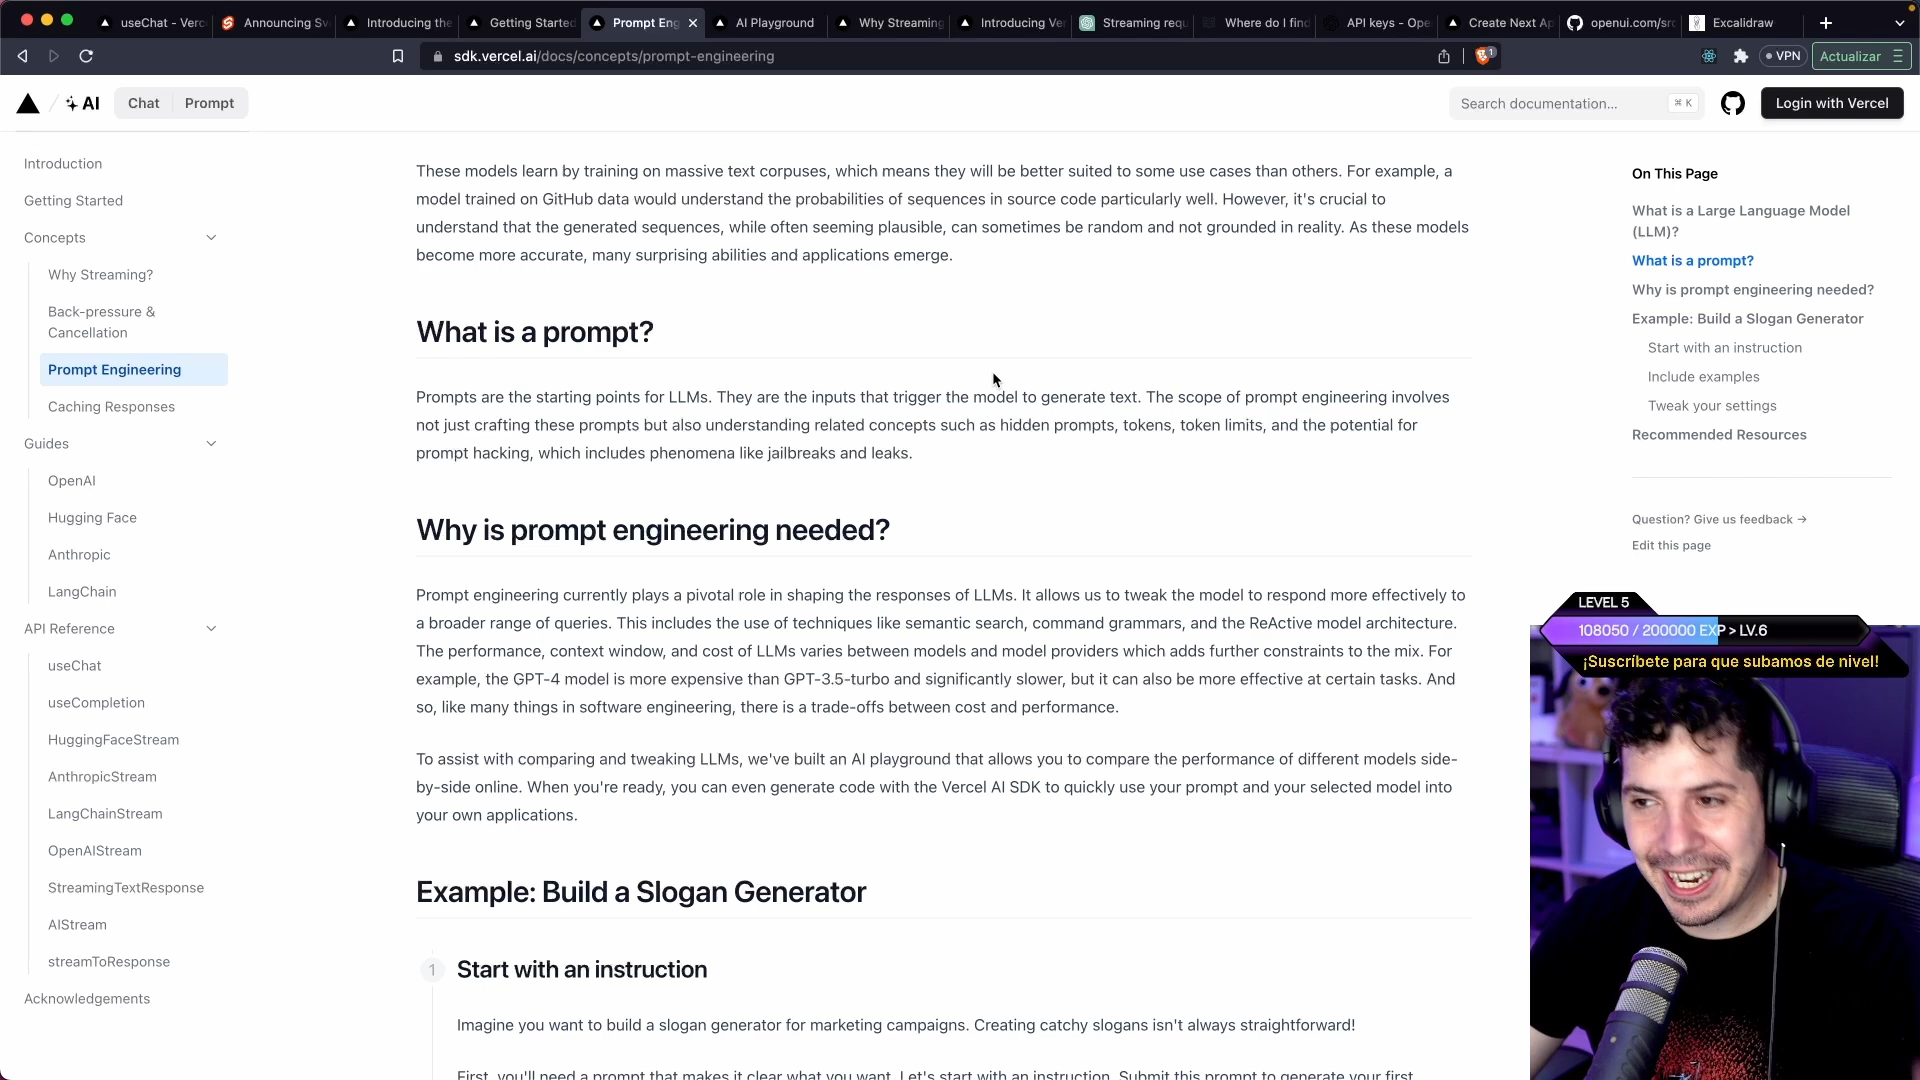 useChat - Verc
Announcing Sv
Introducing the
Getting Started
Prompt Eng
AI Playground
Why Streaming
Introducing Ver
Streaming requ
Where do I find
API keys - Ope
Create Next Ap
openui.com/src
Excalidraw
sdk.vercel.ai/docs/concepts/prompt-engineering
1
VPN
Actualizar
AI
Chat
Prompt
Search documentation...
⌘ K
Login with Vercel
Introduction
Getting Started
Concepts
Why Streaming?
Back-pressure &
Cancellation
Prompt Engineering
Caching Responses
Guides
OpenAI
Hugging Face
Anthropic
LangChain
API Reference
useChat
useCompletion
HuggingFaceStream
AnthropicStream
LangChainStream
OpenAIStream
StreamingTextResponse
AIStream
streamToResponse
Acknowledgements
These models learn by training on massive text corpuses, which means they will be better suited to some use cases than others. For example, a
model trained on GitHub data would understand the probabilities of sequences in source code particularly well. However, it's crucial to
understand that the generated sequences, while often seeming plausible, can sometimes be random and not grounded in reality. As these models
become more accurate, many surprising abilities and applications emerge.
What is a prompt?
Prompts are the starting points for LLMs. They are the inputs that trigger the model to generate text. The scope of prompt engineering involves
not just crafting these prompts but also understanding related concepts such as hidden prompts, tokens, token limits, and the potential for
prompt hacking, which includes phenomena like jailbreaks and leaks.
Why is prompt engineering needed?
Prompt engineering currently plays a pivotal role in shaping the responses of LLMs. It allows us to tweak the model to respond more effectively to
a broader range of queries. This includes the use of techniques like semantic search, command grammars, and the ReActive model architecture.
The performance, context window, and cost of LLMs varies between models and model providers which adds further constraints to the mix. For
example, the GPT-4 model is more expensive than GPT-3.5-turbo and significantly slower, but it can also be more effective at certain tasks. And
so, like many things in software engineering, there is a trade-offs between cost and performance.
To assist with comparing and tweaking LLMs, we've built an AI playground that allows you to compare the performance of different models side-
by-side online. When you're ready, you can even generate code with the Vercel AI SDK to quickly use your prompt and your selected model into
your own applications.
Example: Build a Slogan Generator
1
Start with an instruction
Imagine you want to build a slogan generator for marketing campaigns. Creating catchy slogans isn't always straightforward!
First, you'll need a prompt that makes it clear what you want. Let's start with an instruction. Submit this prompt to generate your first
On This Page
What is a Large Language Model
(LLM)?
What is a prompt?
Why is prompt engineering needed?
Example: Build a Slogan Generator
Start with an instruction
Include examples
Tweak your settings
Recommended Resources
Question? Give us feedback →
Edit this page
LEVEL 5
108050 / 200000 EXP > LV.6
¡Suscríbete para que subamos de nivel!